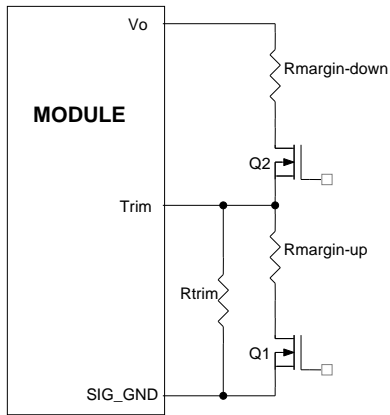 Vo
Rmargin-down
MODULE
Q2
Trim
Rmargin-up
Rtrim
Q1
SIG_GND